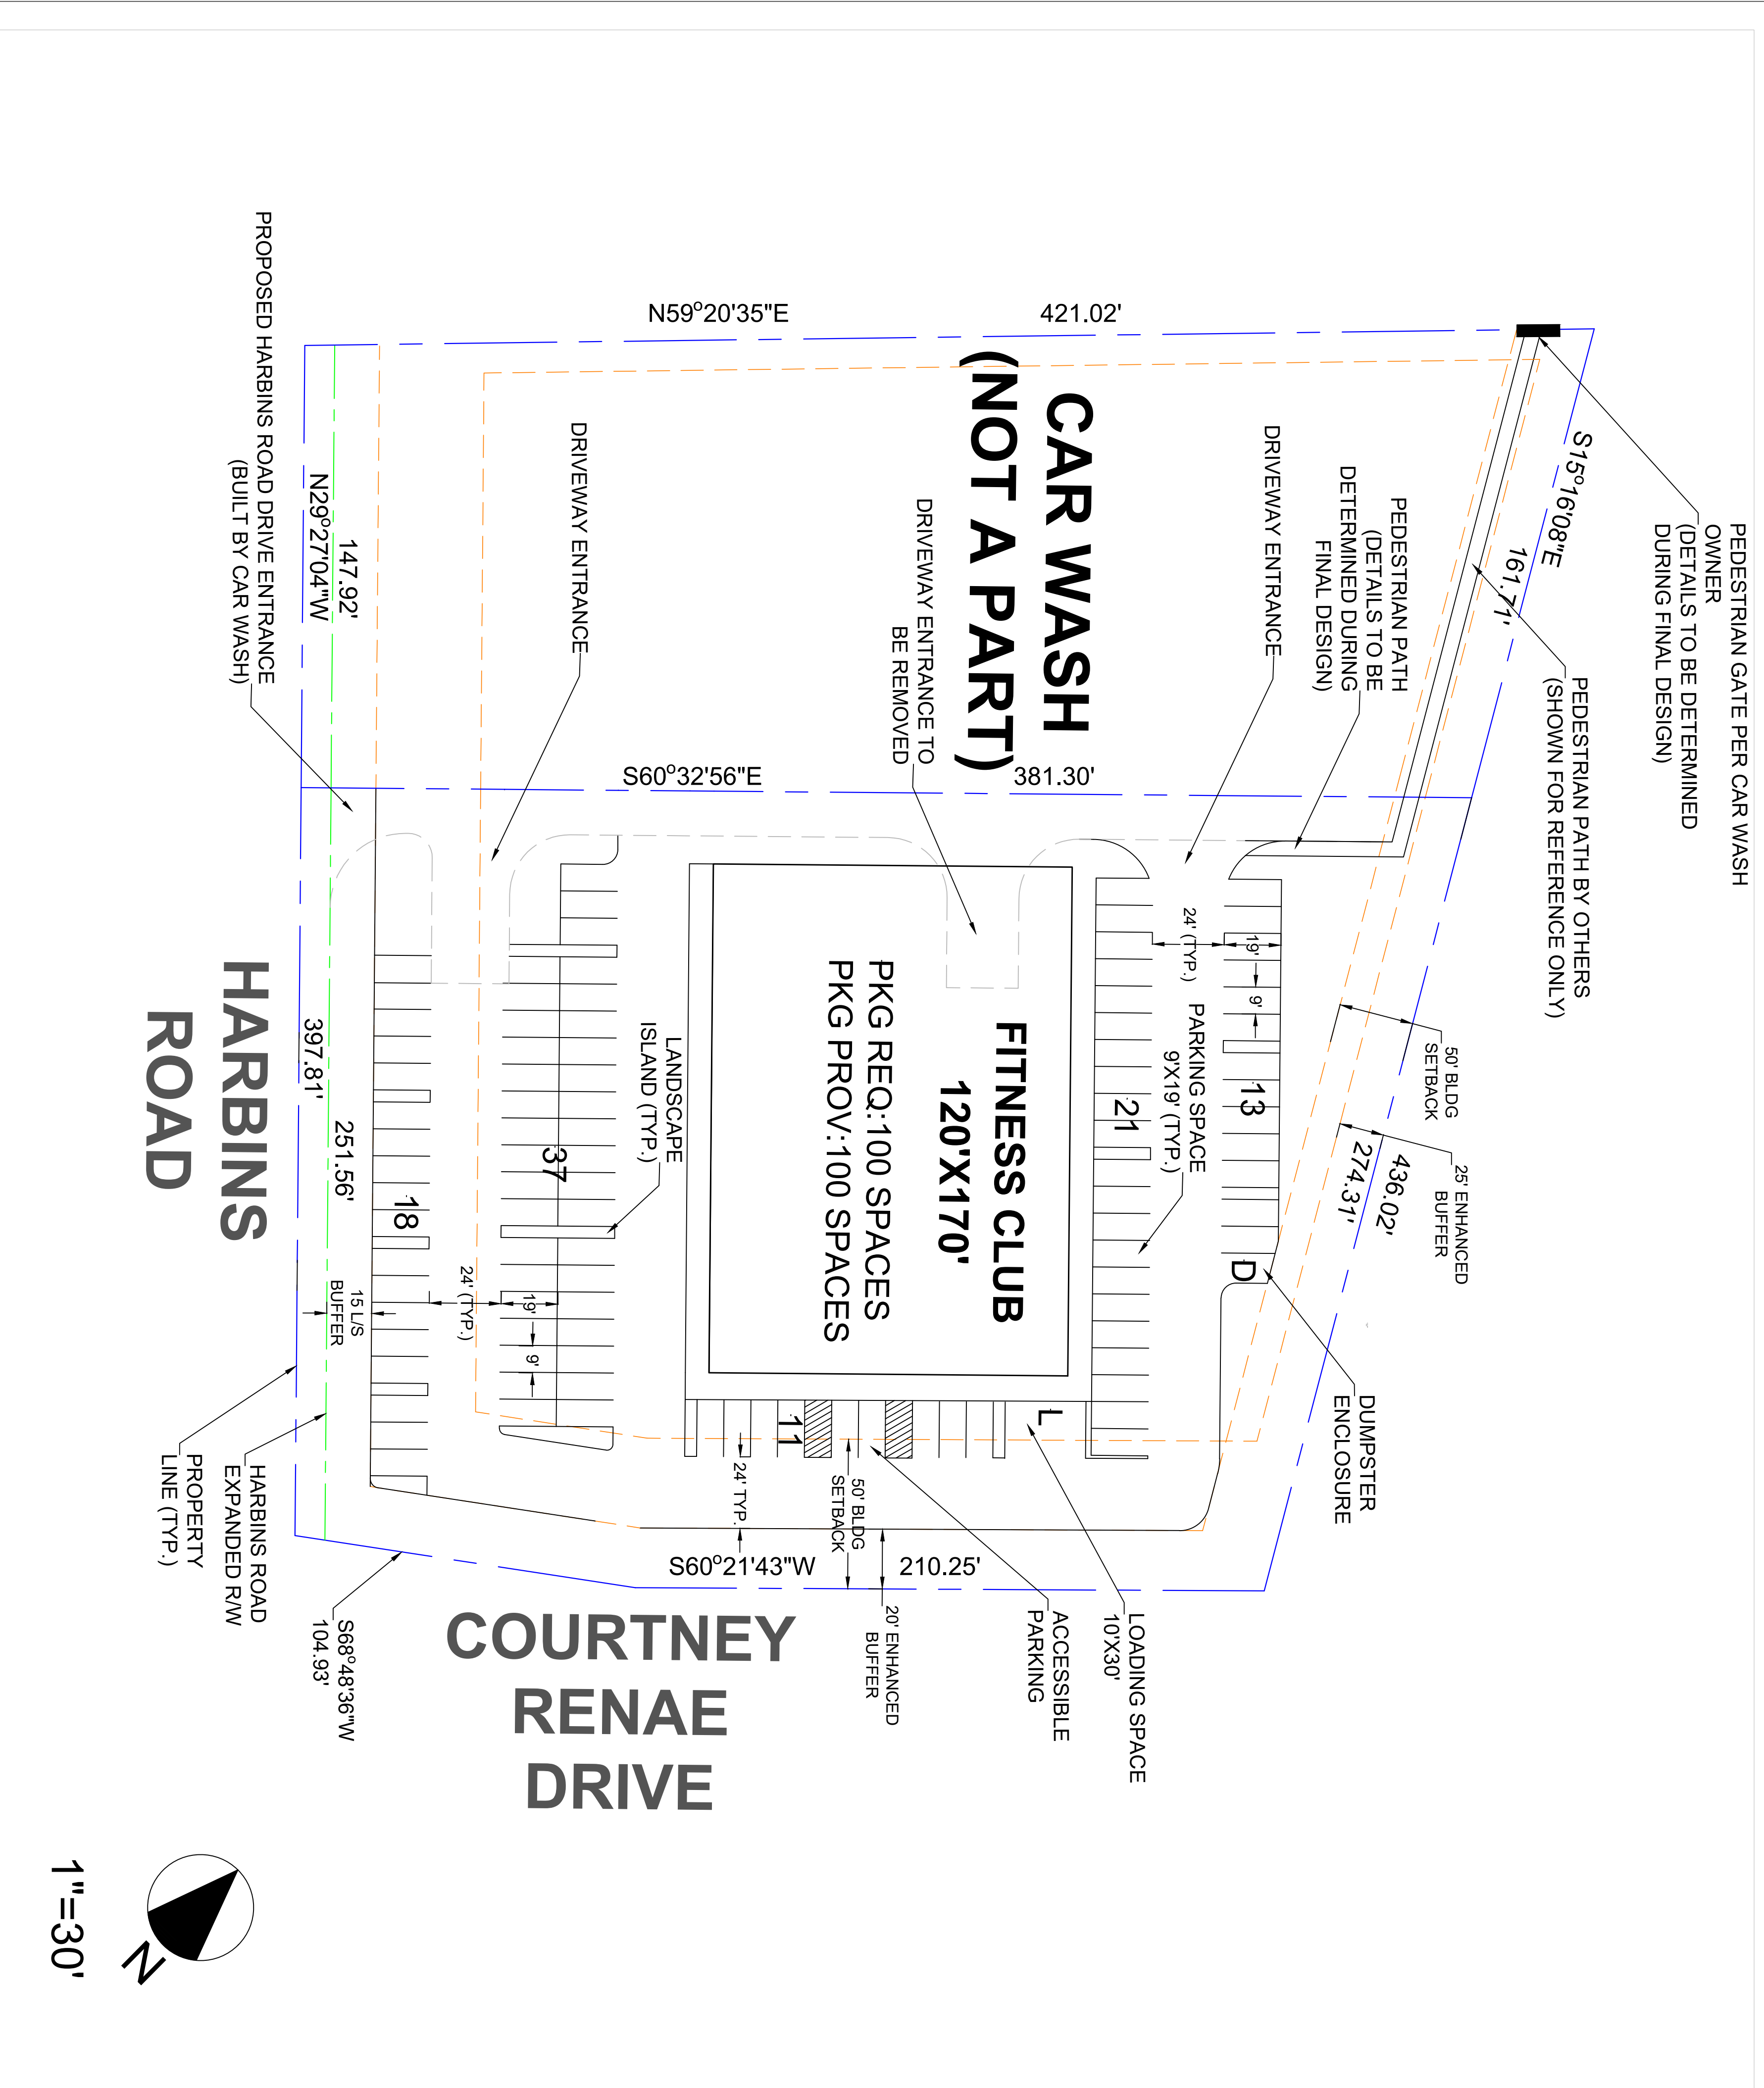 PEDESTRIAN GATE PER CAR WASH
OWNER
(DETAILS TO BE DETERMINED
DURING FINAL DESIGN)
PEDESTRIAN PATH BY OTHERS
(SHOWN FOR REFERENCE ONLY)
S15°16'08"E
161.71'
N59°20'35"E
421.02'
PEDESTRIAN PATH
(DETAILS TO BE
DETERMINED DURING
FINAL DESIGN)
DRIVEWAY ENTRANCE
CAR WASH
(NOT A PART)
DRIVEWAY ENTRANCE TO
BE REMOVED
DRIVEWAY ENTRANCE
PROPOSED HARBINS ROAD DRIVE ENTRANCE
(BUILT BY CAR WASH)
147.92'
N29°27'04"W
S60°32'56"E
381.30'
50' BLDG
SETBACK
25' ENHANCED
BUFFER
436.02'
274.31'
19'
9'
24' (TYP.)
13
PARKING SPACE
9'X19' (TYP.)
21
D
FITNESS CLUB
120'X170'
PKG REQ:100 SPACES
PKG PROV:100 SPACES
LANDSCAPE
ISLAND (TYP.)
37
18
24' (TYP.)
19'
9'
15 L/S
BUFFER
251.56'
397.81'
HARBINS
ROAD
DUMPSTER
ENCLOSURE
L
11
24' TYP.
50' BLDG
SETBACK
S60°21'43"W
210.25'
20' ENHANCED
BUFFER
LOADING SPACE
10'X30'
ACCESSIBLE
PARKING
HARBINS ROAD
EXPANDED R/W
PROPERTY
LINE (TYP.)
S68°48'36"W
104.93'
COURTNEY
RENAE
DRIVE
N
1"=30'